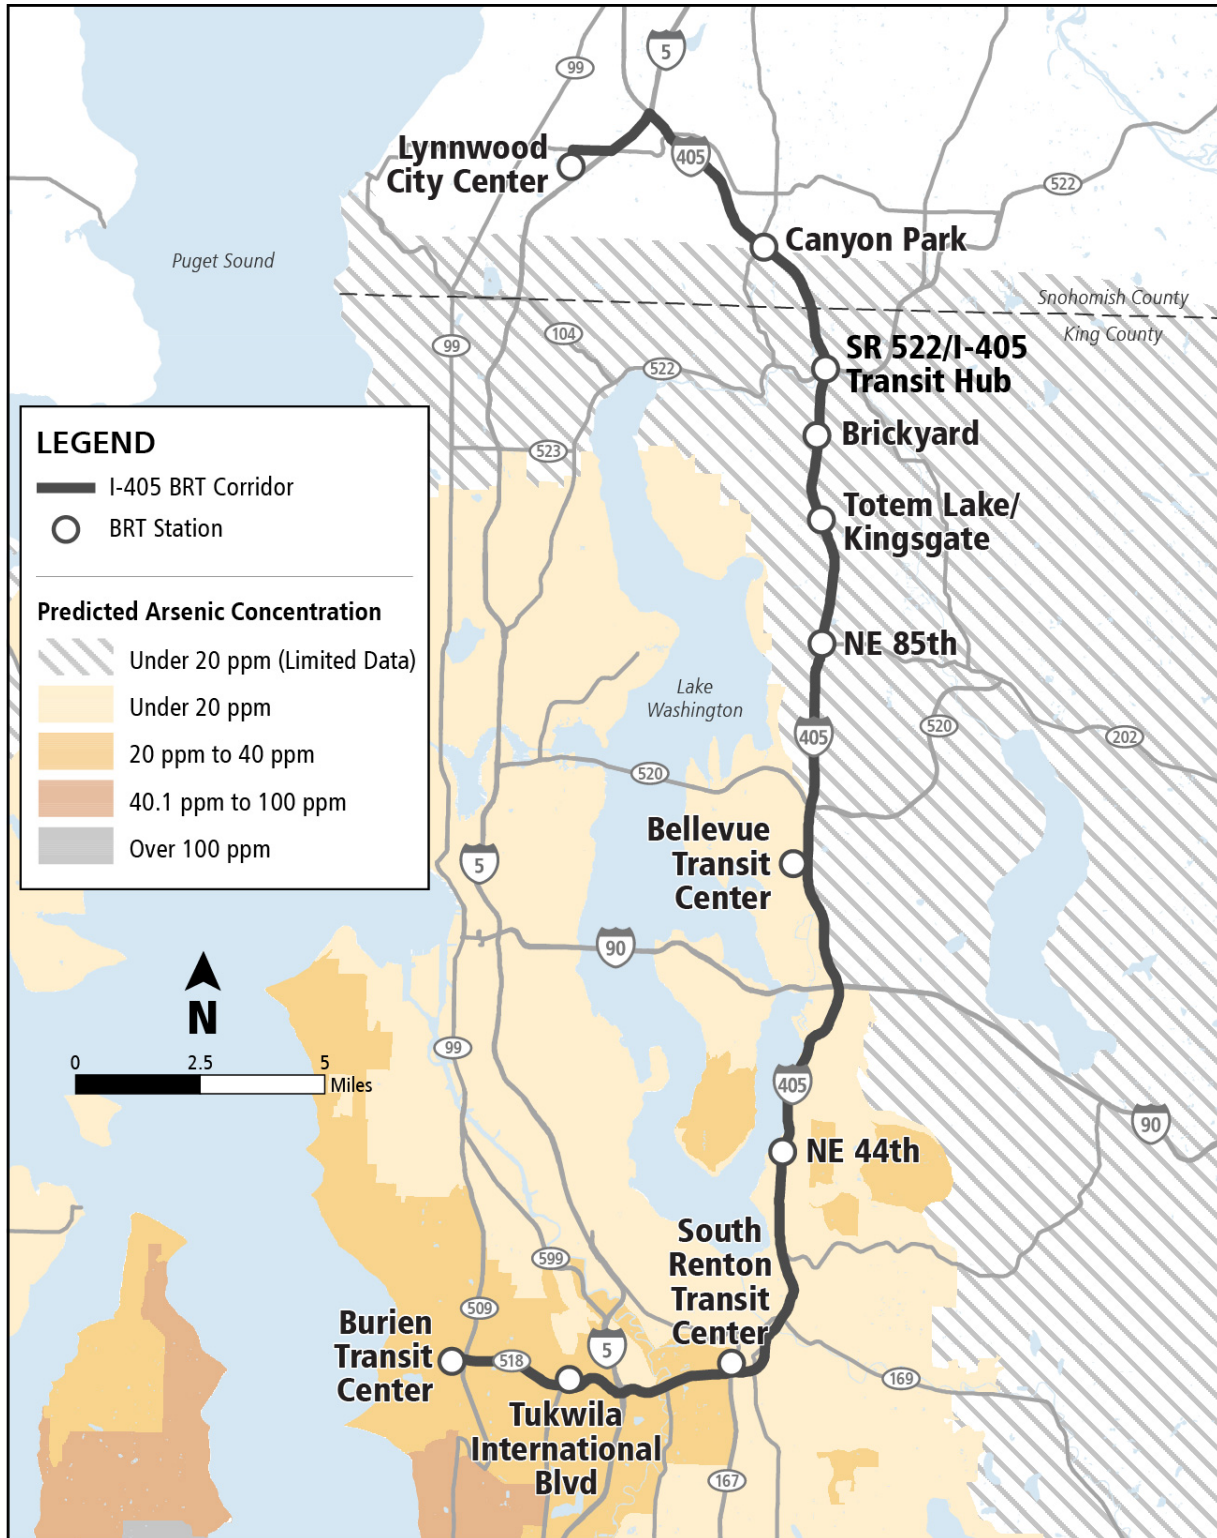 5
99
Lynnwood
City Center
405
522
Canyon Park
Puget Sound
Snohomish County
King County
99
104
SR 522/I-405
Transit Hub
522
Brickyard
523
LEGEND
I-405 BRT Corridor
BRT Station
Predicted Arsenic Concentration
Under 20 ppm (Limited Data)
Under 20 ppm
20 ppm to 40 ppm
40.1 ppm to 100 ppm
Over 100 ppm
Totem Lake/
Kingsgate
NE 85th
Lake
Washington
405
520
202
520
Bellevue
Transit
Center
5
90
N
0 2.5 5
Miles
99
405
90
NE 44th
South
Renton
Transit
Center
599
509
Burien
Transit
Center
518
5
169
Tukwila
International
Blvd
167